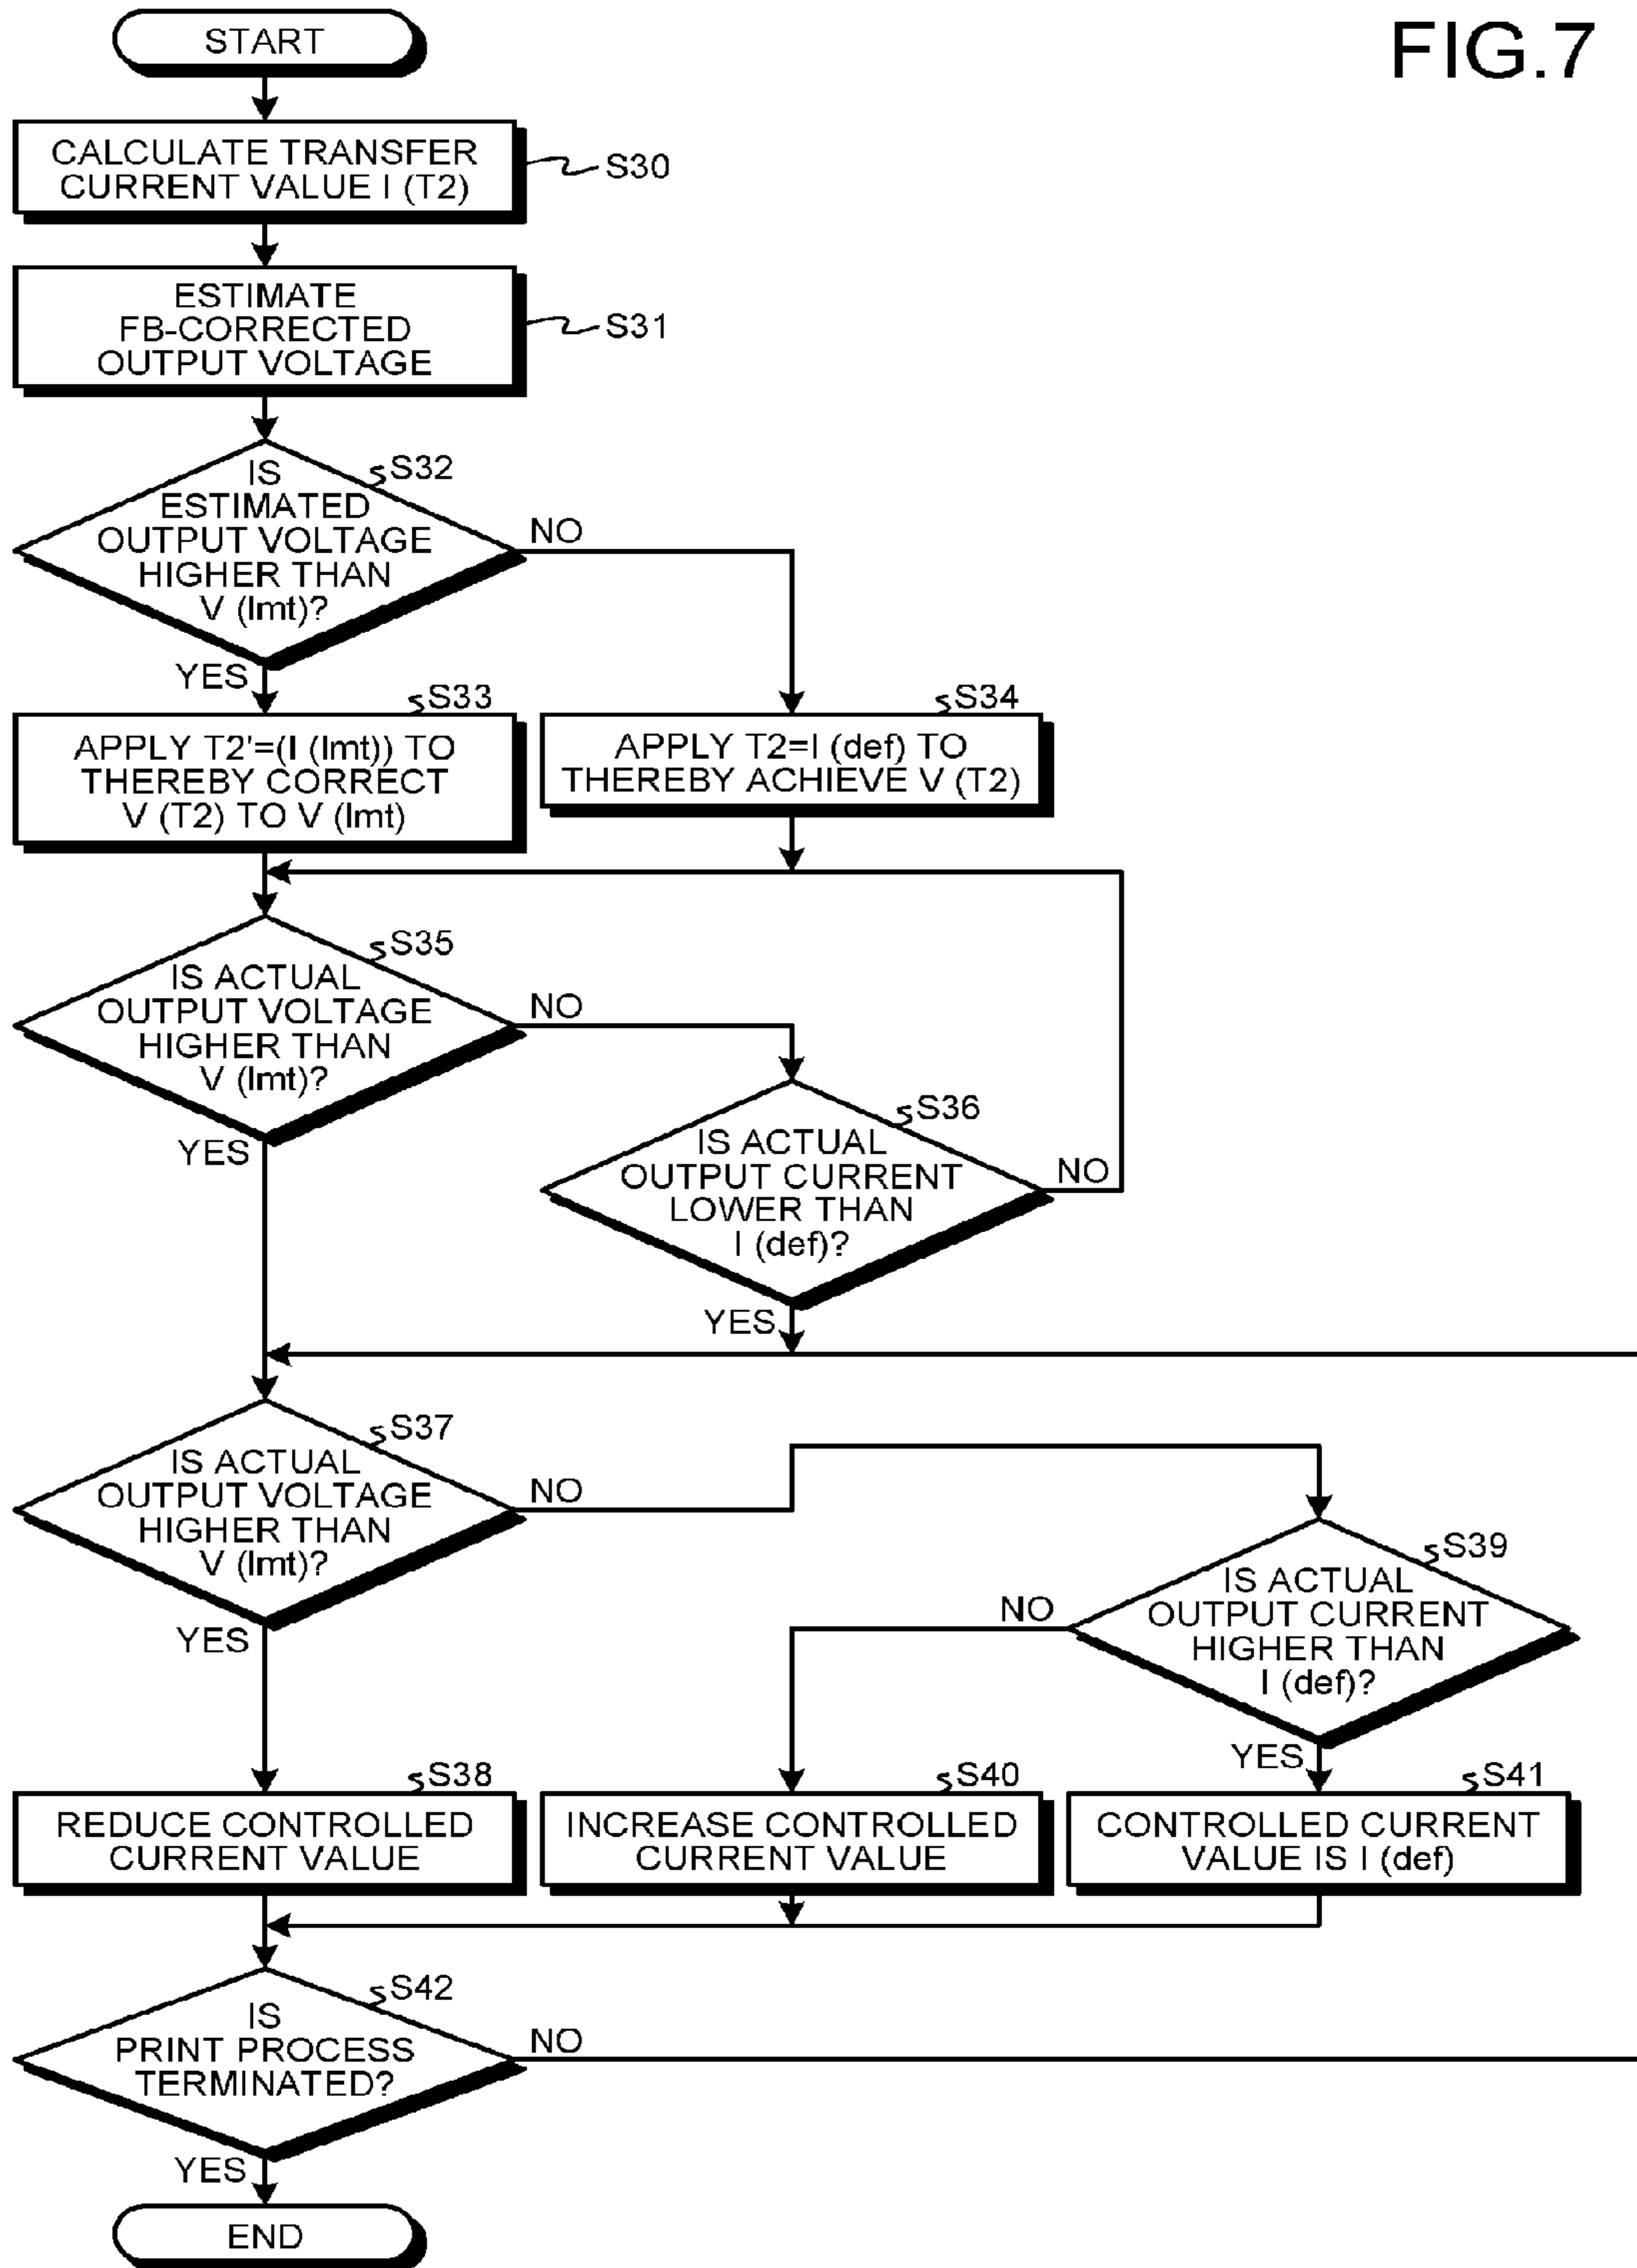 FIG.7
START
CALCULATE TRANSFER
CURRENT VALUE I (T2)
S30
ESTIMATE
FB-CORRECTED
OUTPUT VOLTAGE
S31
S32
IS
ESTIMATED
OUTPUT VOLTAGE
HIGHER THAN
V (lmt)?
NO
YES
S33
APPLY T2'=(I (lmt)) TO
THEREBY CORRECT
V (T2) TO V (lmt)
S34
APPLY T2=I (def) TO
THEREBY ACHIEVE V (T2)
S35
IS ACTUAL
OUTPUT VOLTAGE
HIGHER THAN
V (lmt)?
NO
YES
S36
IS ACTUAL
OUTPUT CURRENT
LOWER THAN
I (def)?
NO
YES
S37
IS ACTUAL
OUTPUT VOLTAGE
HIGHER THAN
V (lmt)?
NO
YES
S39
IS ACTUAL
OUTPUT CURRENT
HIGHER THAN
I (def)?
NO
YES
S38
REDUCE CONTROLLED
CURRENT VALUE
S40
INCREASE CONTROLLED
CURRENT VALUE
S41
CONTROLLED CURRENT
VALUE IS I (def)
S42
IS
PRINT PROCESS
TERMINATED?
NO
YES
END